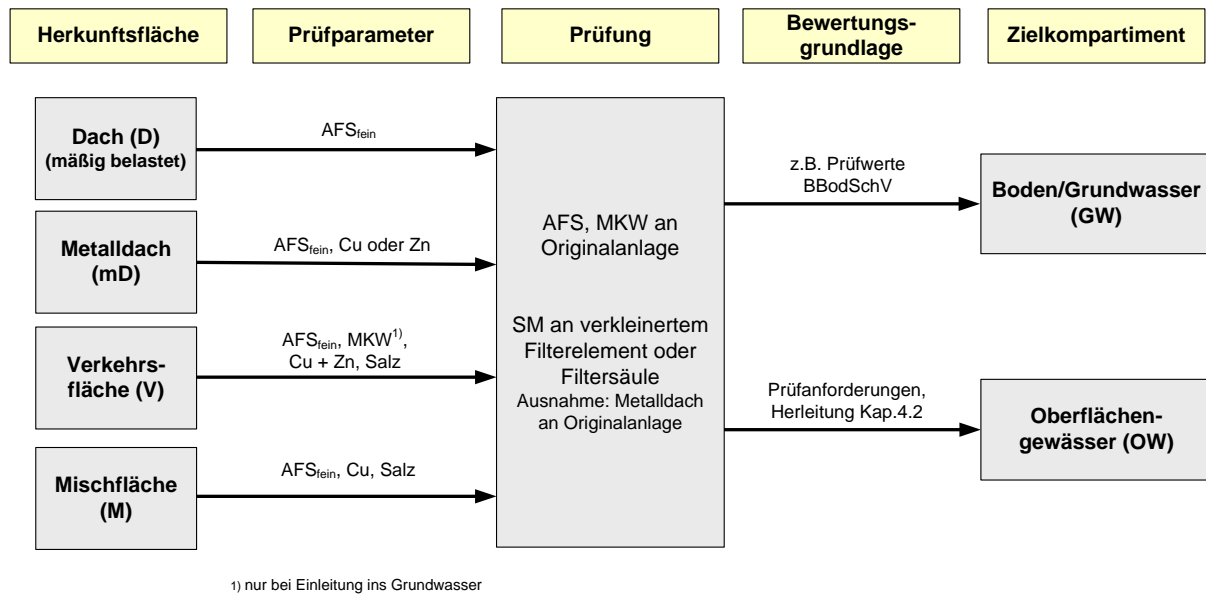 Herkunftsfläche
Prüfparameter
Prüfung
Bewertungs-
grundlage
Zielkompartiment
Dach (D)
(mäßig belastet)
AFSfein
Metalldach
(mD)
AFSfein, Cu oder Zn
Verkehrs-
fläche (V)
AFSfein, MKW1),
Cu + Zn, Salz
Mischfläche
(M)
AFSfein, Cu, Salz
AFS, MKW an
Originalanlage
SM an verkleinertem
Filterelement oder
Filtersäule
Ausnahme: Metalldach
an Originalanlage
z.B. Prüfwerte
BBodSchV
Boden/Grundwasser
(GW)
Prüfanforderungen,
Herleitung Kap.4.2
Oberflächen-
gewässer (OW)
1) nur bei Einleitung ins Grundwasser